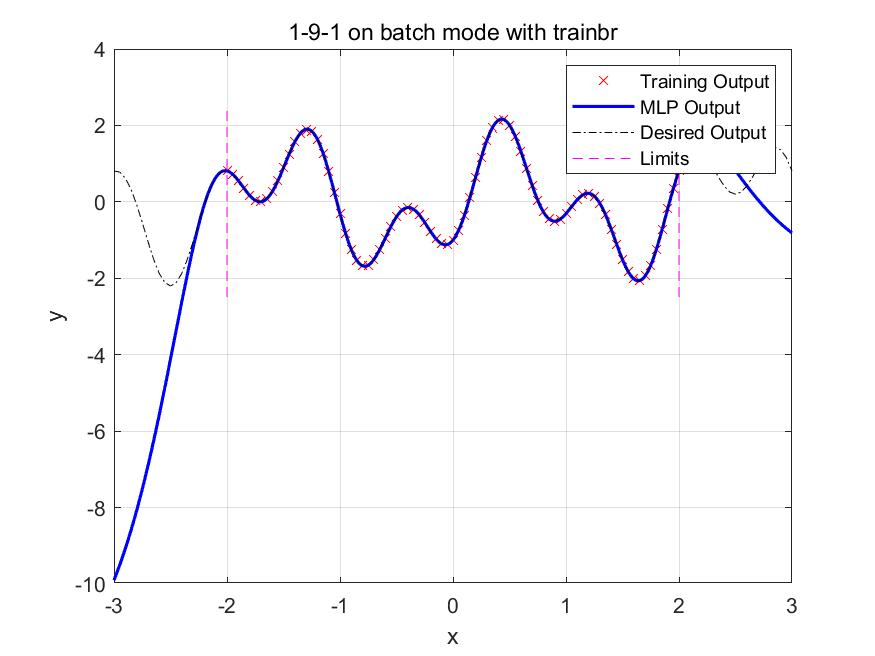 1-9-1 on batch mode with trainbr
4
2
0
-2
-4
-6
-8
-10
y
Training Output
MLP Output
Desired Output
Limits
-3
-2
-1
0
1
2
3
x